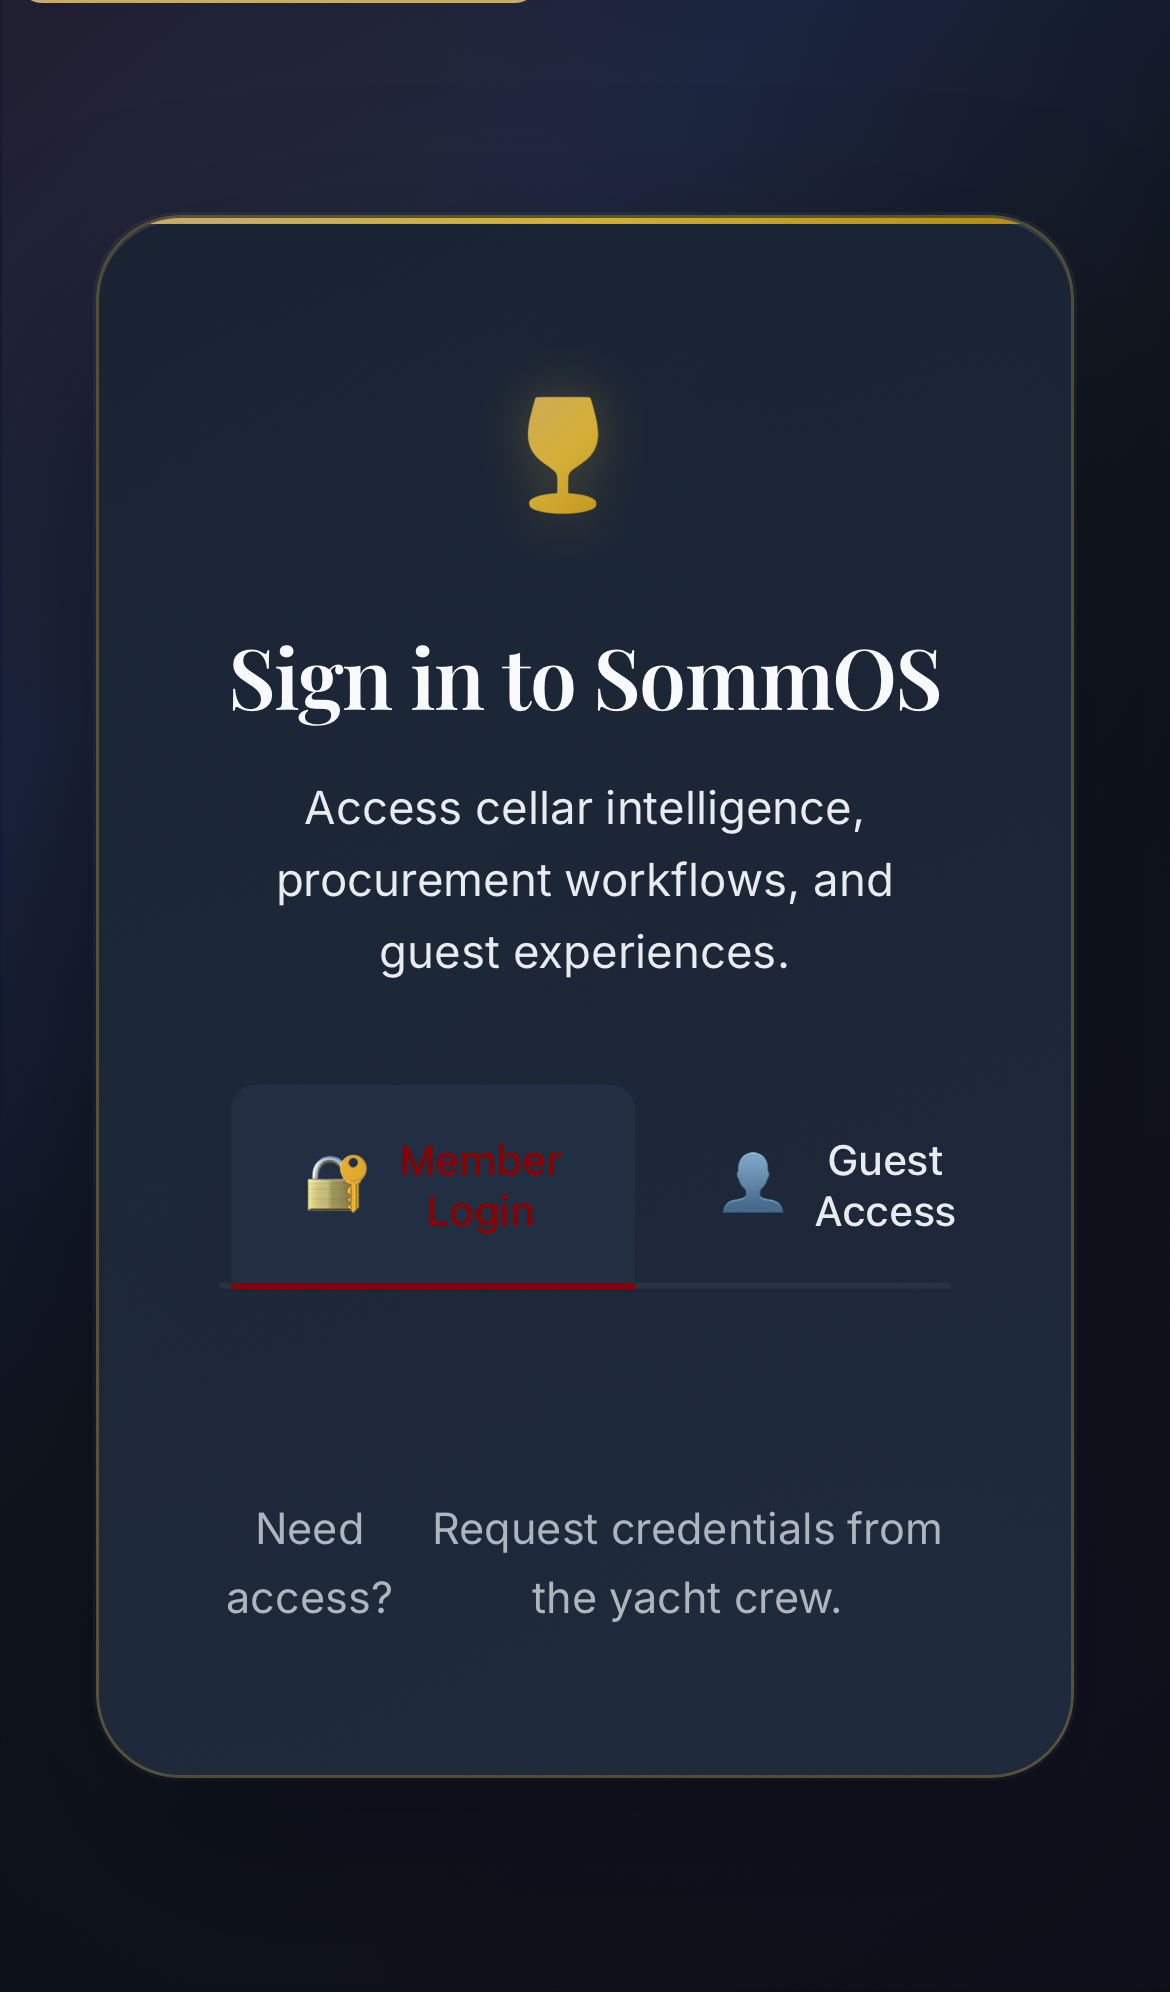 Sign in to SommOS
Access cellar intelligence,
procurement workflows, and
guest experiences.
Member
Login
Guest
Access
Need
access?
Request credentials from
the yacht crew.